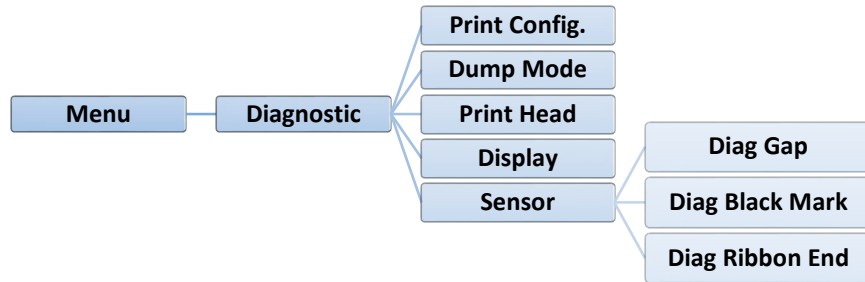 Print Config.
Dump Mode
Menu
Diagnostic
Print Head
Display
Sensor
Diag Gap
Diag Black Mark
Diag Ribbon End